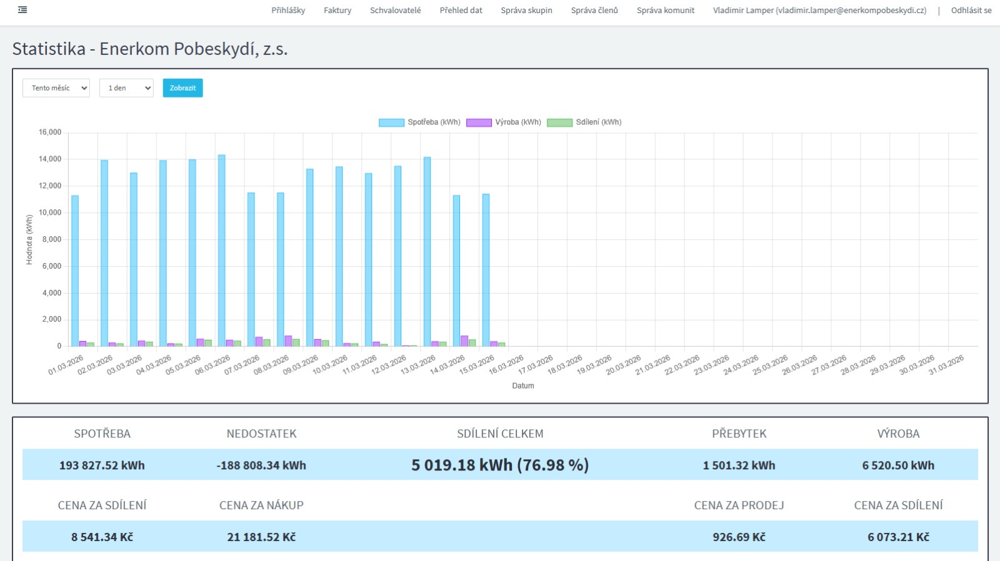 Přihlášky Faktury Schvalovatelé Přehled dat Správa skupin Správa členů Správa komunit Vladimir Lamper (vladimir.lamper@enerkompobeskydi.cz) | Odhlásit se
Statistika - Enerkom Pobeskydí, z.s.
Tento měsíc 1 den Zobrazit
Spotřeba (kWh) Výroba (kWh) Sdílení (kWh)
16,000
14,000
12,000
10,000
8,000
6,000
4,000
2,000
0
Hodnota (kWh)
01.03.2026 02.03.2026 03.03.2026 04.03.2026 05.03.2026 06.03.2026 07.03.2026 08.03.2026 09.03.2026 10.03.2026 11.03.2026 12.03.2026 13.03.2026 14.03.2026 15.03.2026 16.03.2026 17.03.2026 18.03.2026 19.03.2026 20.03.2026 21.03.2026 22.03.2026 23.03.2026 24.03.2026 25.03.2026 26.03.2026 27.03.2026 28.03.2026 29.03.2026 30.03.2026 31.03.2026
Datum
SPOTŘEBA NEDOSTATEK SDÍLENÍ CELKEM PŘEBYTEK VÝROBA
193 827.52 kWh -188 808.34 kWh 5 019.18 kWh (76.98 %) 1 501.32 kWh 6 520.50 kWh
CENA ZA SDÍLENÍ CENA ZA NÁKUP CENA ZA PRODEJ CENA ZA SDÍLENÍ
8 541.34 Kč 21 181.52 Kč 926.69 Kč 6 073.21 Kč